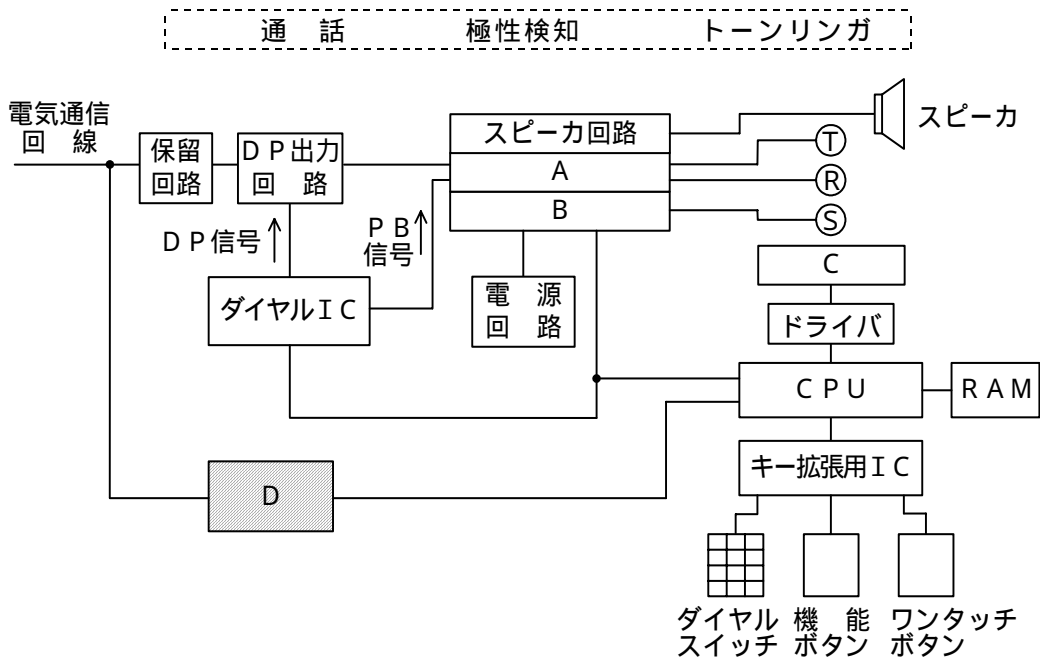 通 話 極性検知 トーンリンガ
電気通信
回 線
保留
回路
DP出力
回 路
スピーカ回路
A
B
スピーカ
T
R
S
DP信号
PB
信号
ダイヤルIC
電 源
回 路
C
ドライバ
CPU
RAM
キー拡張用IC
D
ダイヤル
スイッチ
機 能
ボタン
ワンタッチ
ボタン